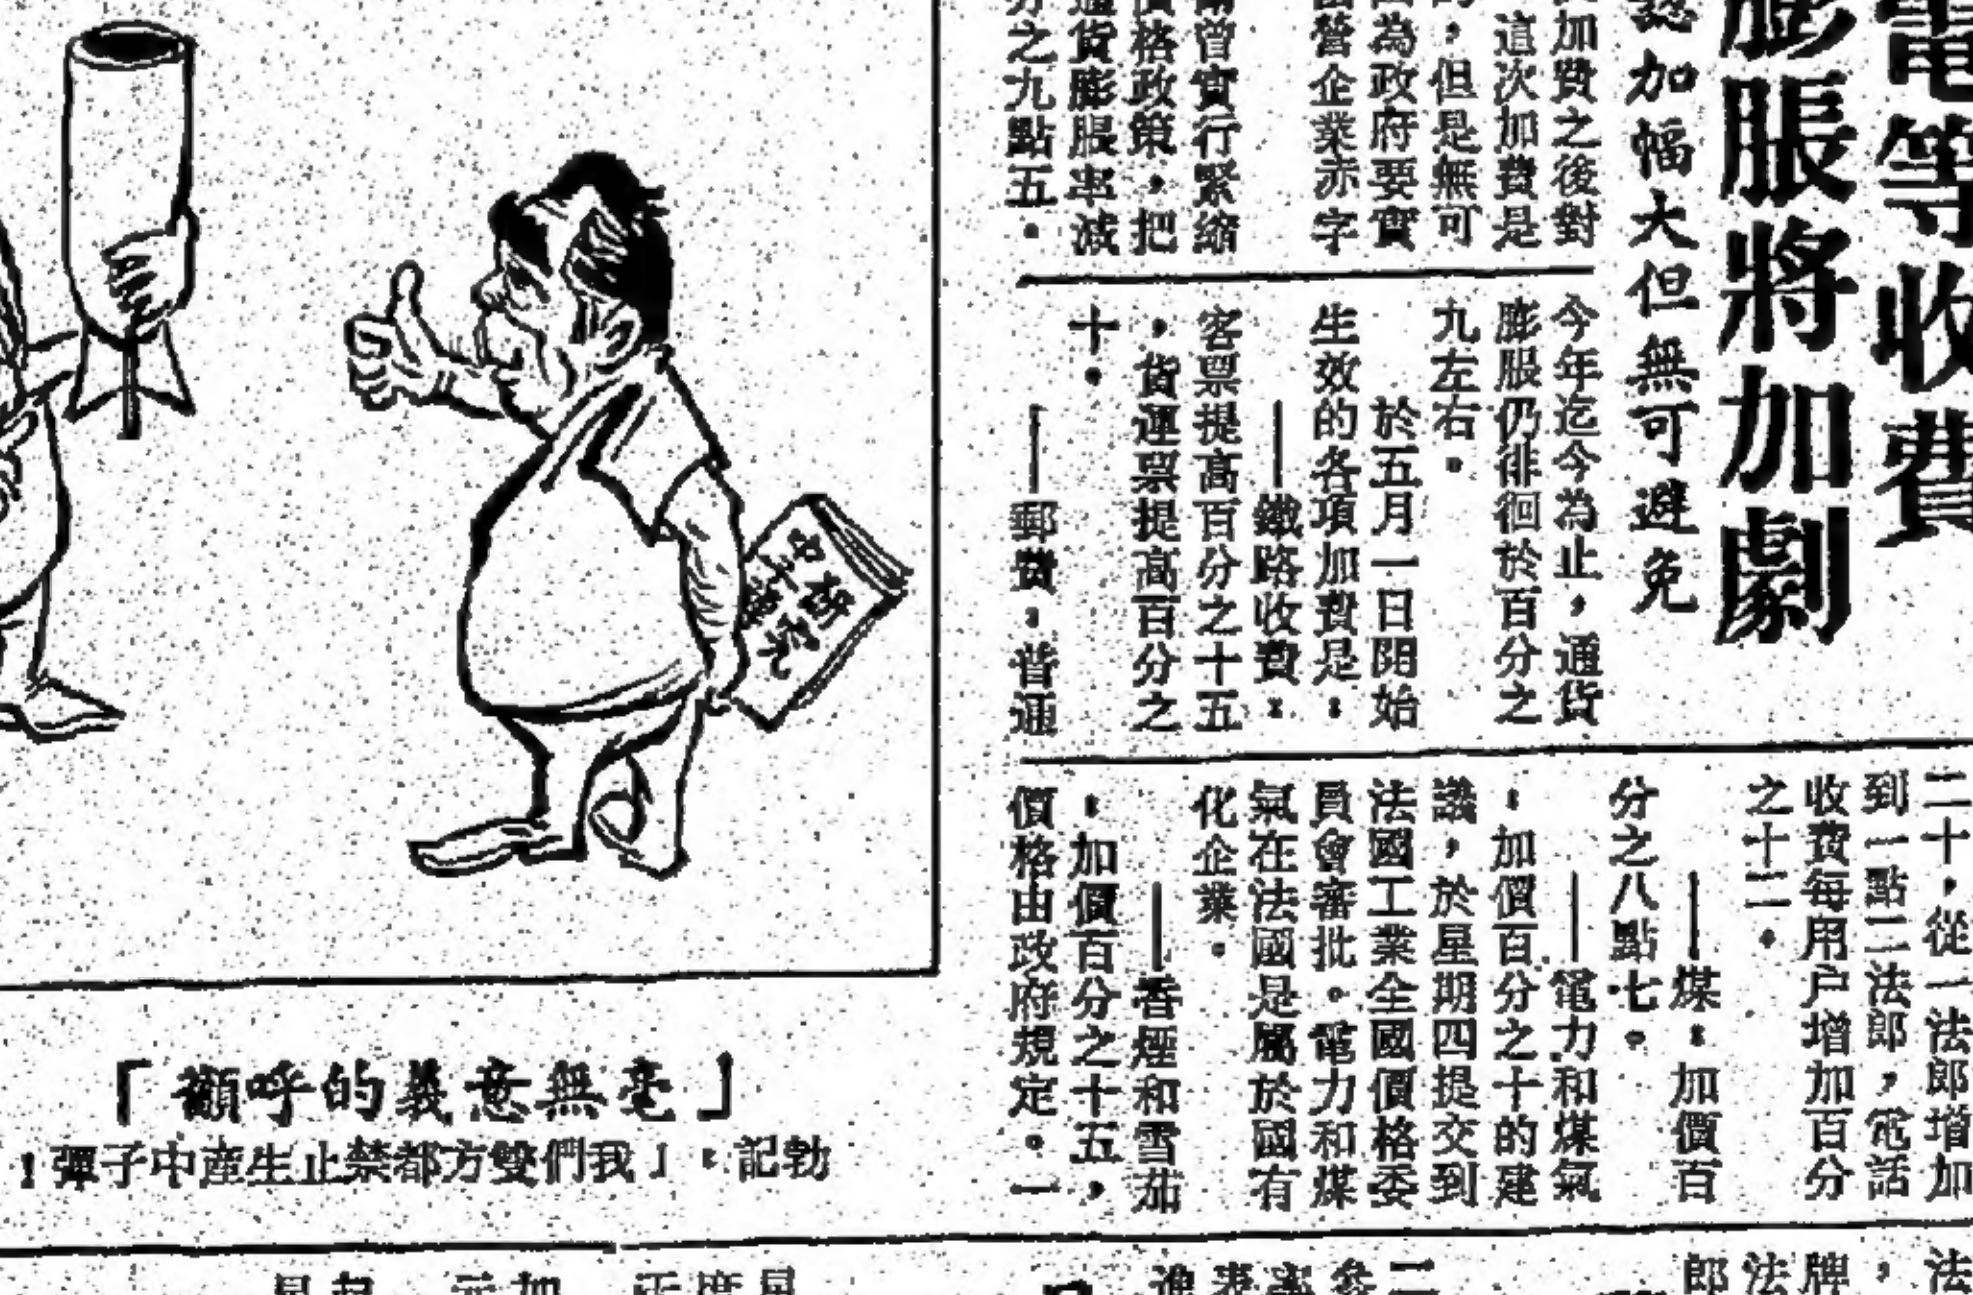 電等收費
膨脹將加劇
認加幅大但無可避免
加費之後對
這次加費是
，但是無可
為政府要實
營企業赤字
曾實行緊縮
價格政策，把
通貨膨脹率減
分之九點五。
今年迄今為止，通貨
膨脹仍徘徊於百分之
九左右。
於五月一日開始
生效的各項加費是：
——鐵路收費：
客票提高百分之十五
，貨運票提高百分之
十。
——郵費：普通
二十，從一法郎增加
到一點二法郎，電話
收費每用户增加百分
之十二。
——煤：加價百
分之八點七。
——電力和煤氣
：加價百分之十的建
議，於星期四提交到
法國工業全國價格委
員會審批。電力和煤
氣在法國是屬於國有
化企業。
——香煙和雪茄
：加價百分之十五，
價格由政府規定。一
中子彈
「顧呼的義意無毫」
！彈子中産生止禁都方雙們我」：記勃